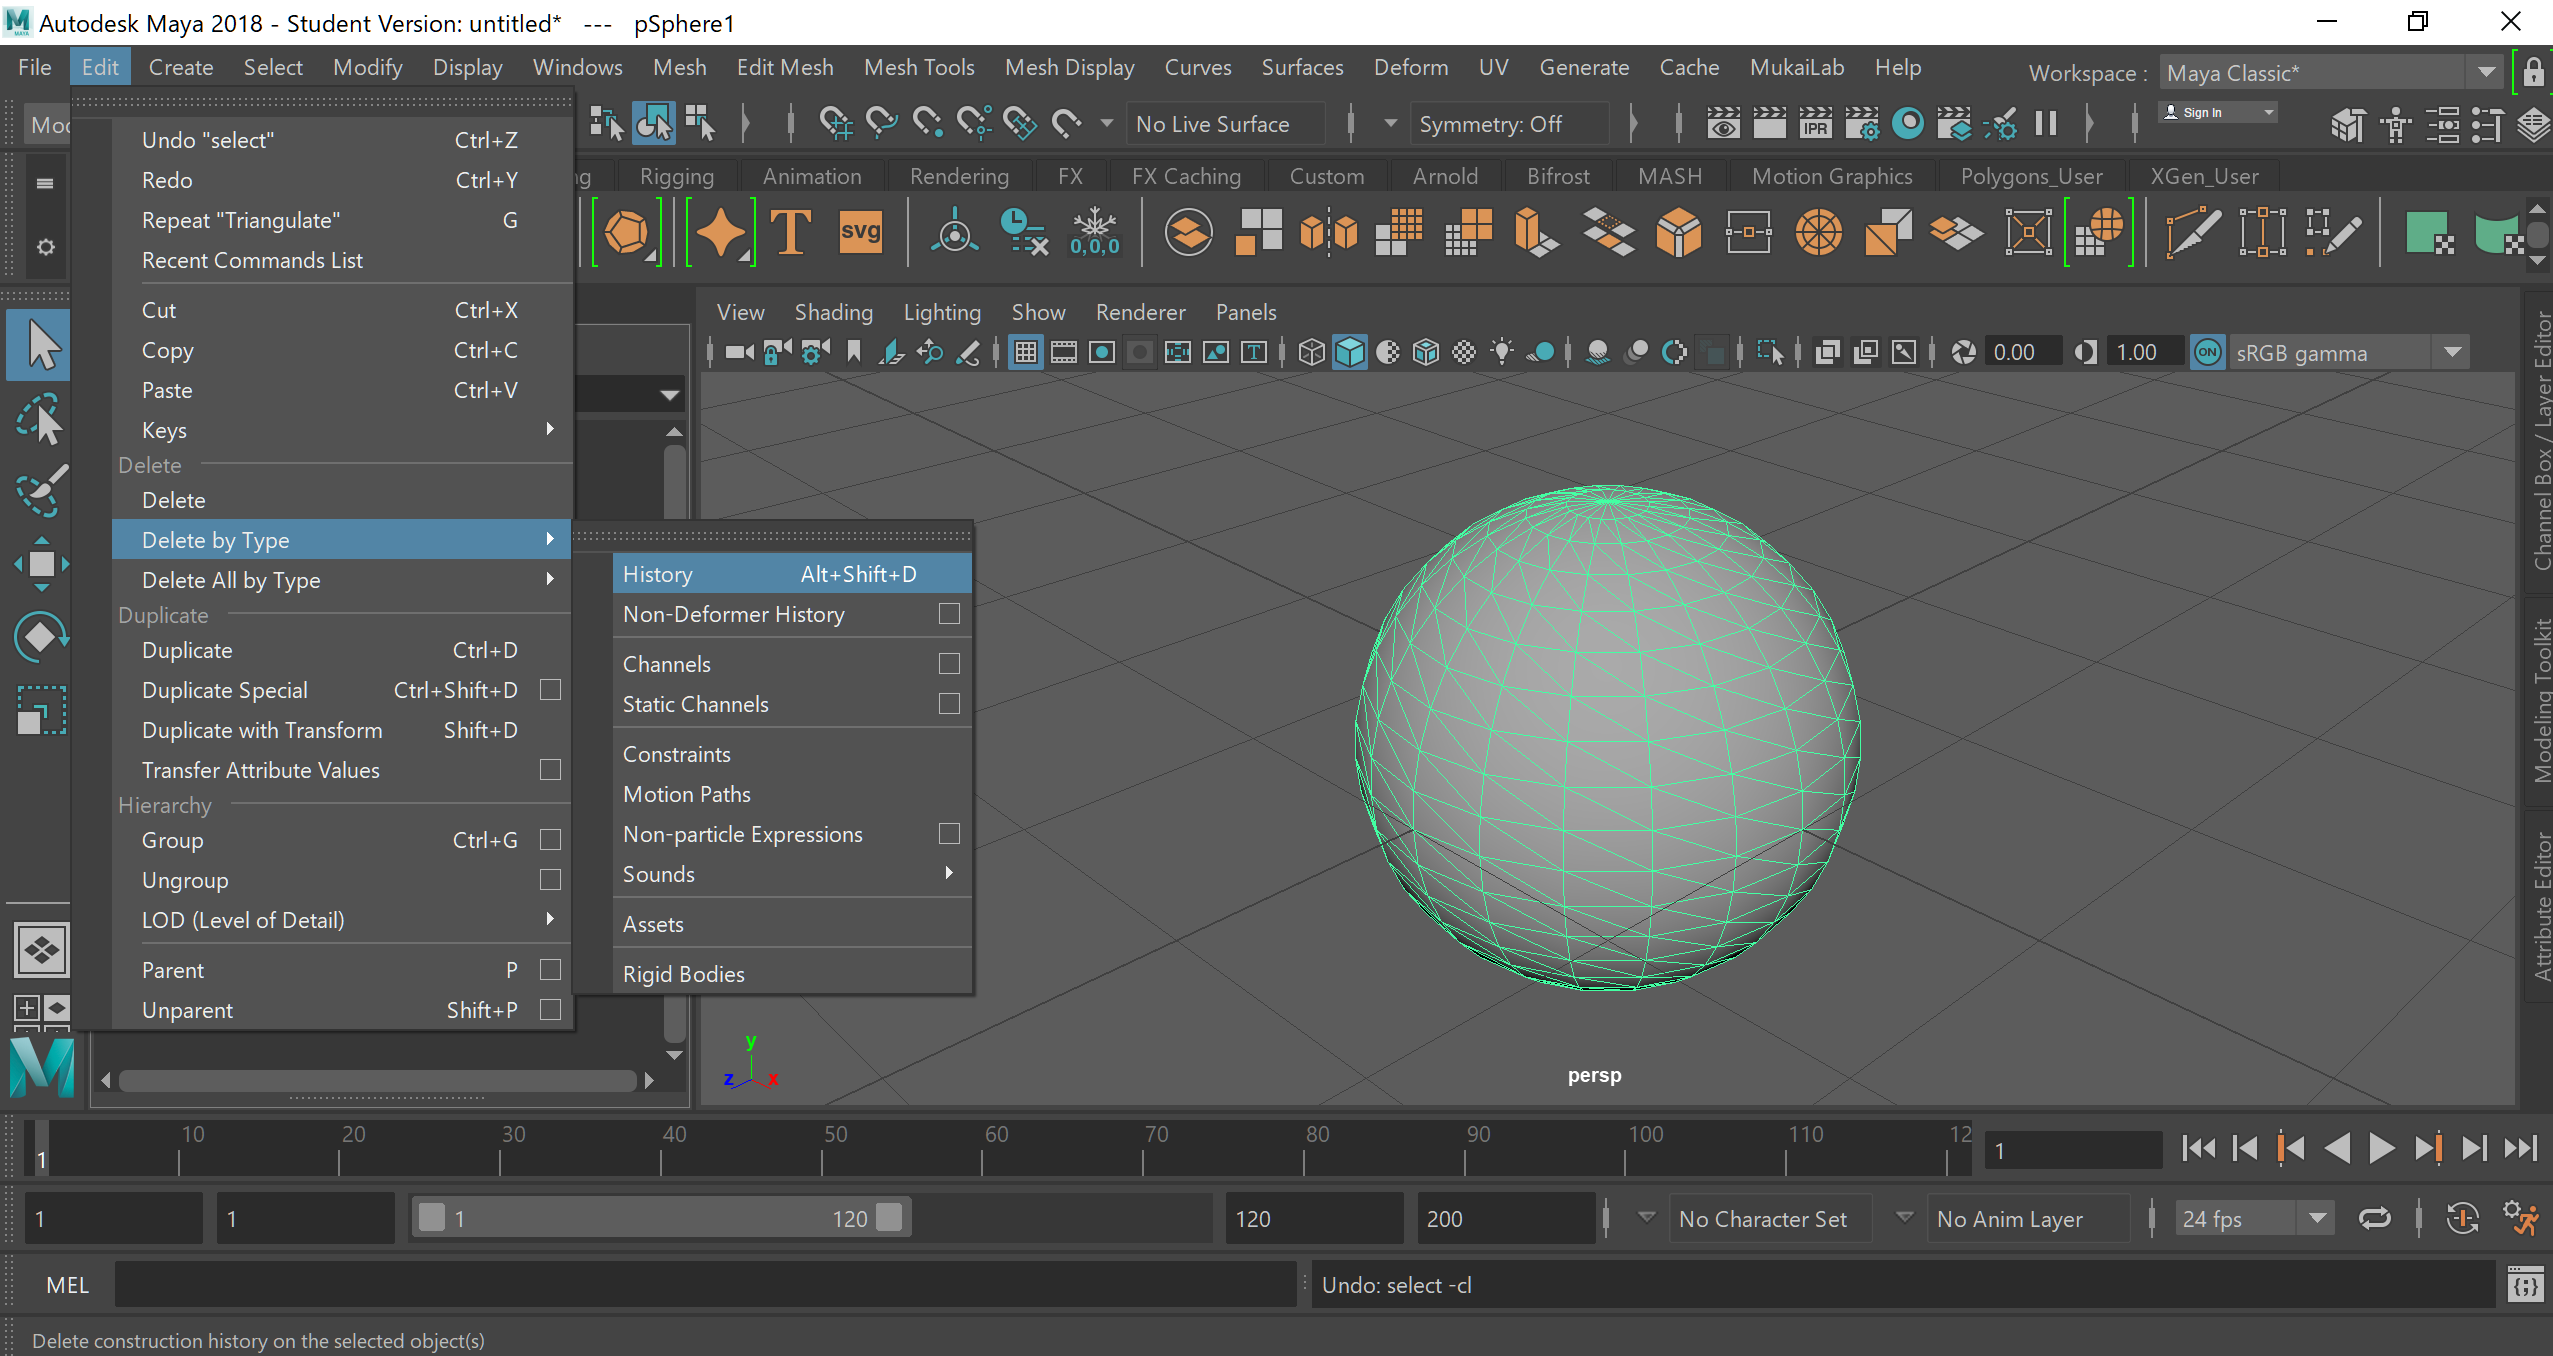 Autodesk Maya 2018 - Student Version: untitled* --- pSphere1
File Edit Create Select Modify Display Windows Mesh Edit Mesh Mesh Tools Mesh Display Curves Surfaces Deform UV Generate Cache MukaiLab Help
Workspace : Maya Classic*
No Live Surface
Symmetry: Off
IPR
Sign In
Rigging Animation Rendering FX FX Caching Custom Arnold Bifrost MASH Motion Graphics Polygons_User XGen_User
T
svg
0,0,0
Undo "select" Ctrl+Z
Redo Ctrl+Y
Repeat "Triangulate" G
Recent Commands List
Cut Ctrl+X
Copy Ctrl+C
Paste Ctrl+V
Keys
Delete
Delete
Delete by Type
Delete All by Type
Duplicate
Duplicate Ctrl+D
Duplicate Special Ctrl+Shift+D
Duplicate with Transform Shift+D
Transfer Attribute Values
Hierarchy
Group Ctrl+G
Ungroup
LOD (Level of Detail)
Parent P
Unparent Shift+P
History Alt+Shift+D
Non-Deformer History
Channels
Static Channels
Constraints
Motion Paths
Non-particle Expressions
Sounds
Assets
Rigid Bodies
View Shading Lighting Show Renderer Panels
0.00
1.00
ON
sRGB gamma
Channel Box / Layer Editor
Modeling Toolkit
Attribute Editor
y
z x
persp
1 10 20 30 40 50 60 70 80 90 100 110 12
1
1
1
1 120
120
200
No Character Set
No Anim Layer
24 fps
MEL
Undo: select -cl
Delete construction history on the selected object(s)